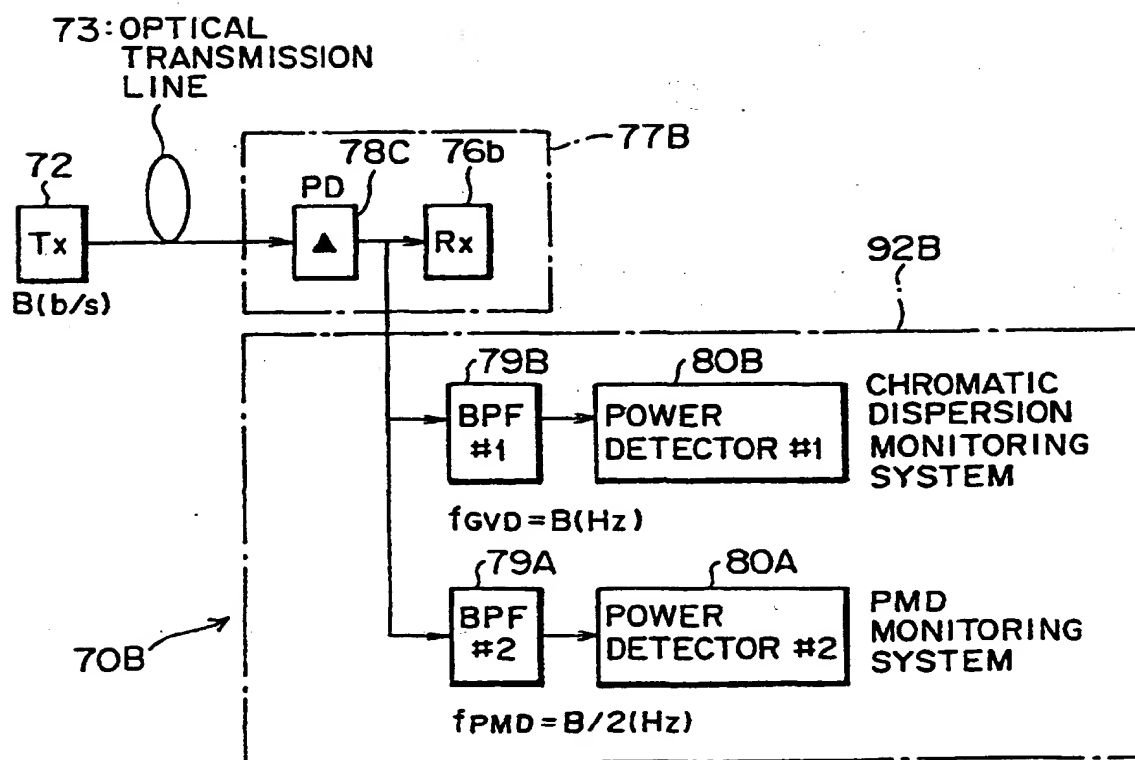 73:OPTICAL
TRANSMISSION
LINE
72
Tx
B(b/s)
PD
78C
76b
Rx
77B
92B
79B
BPF
#1
80B
POWER
DETECTOR #1
CHROMATIC
DISPERSION
MONITORING
SYSTEM
fGVD=B(Hz)
79A
BPF
#2
80A
POWER
DETECTOR #2
PMD
MONITORING
SYSTEM
fPMD=B/2(Hz)
70B